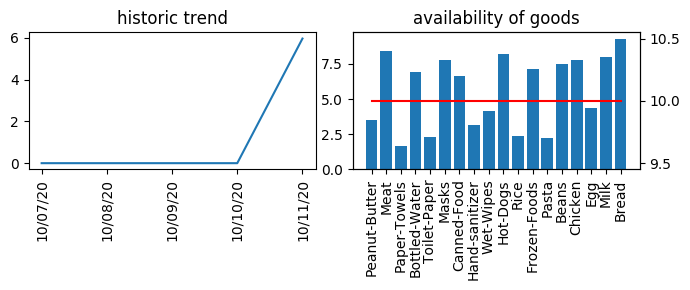 historic trend
6
4
2
0
10/07/20
10/08/20
10/09/20
10/10/20
10/11/20
availability of goods
7.5
5.0
2.5
0.0
10.5
10.0
9.5
Peanut-Butter
Meat
Paper-Towels
Bottled-Water
Toilet-Paper
Masks
Canned-Food
Hand-sanitizer
Wet-Wipes
Hot-Dogs
Rice
Frozen-Foods
Pasta
Beans
Chicken
Egg
Milk
Bread